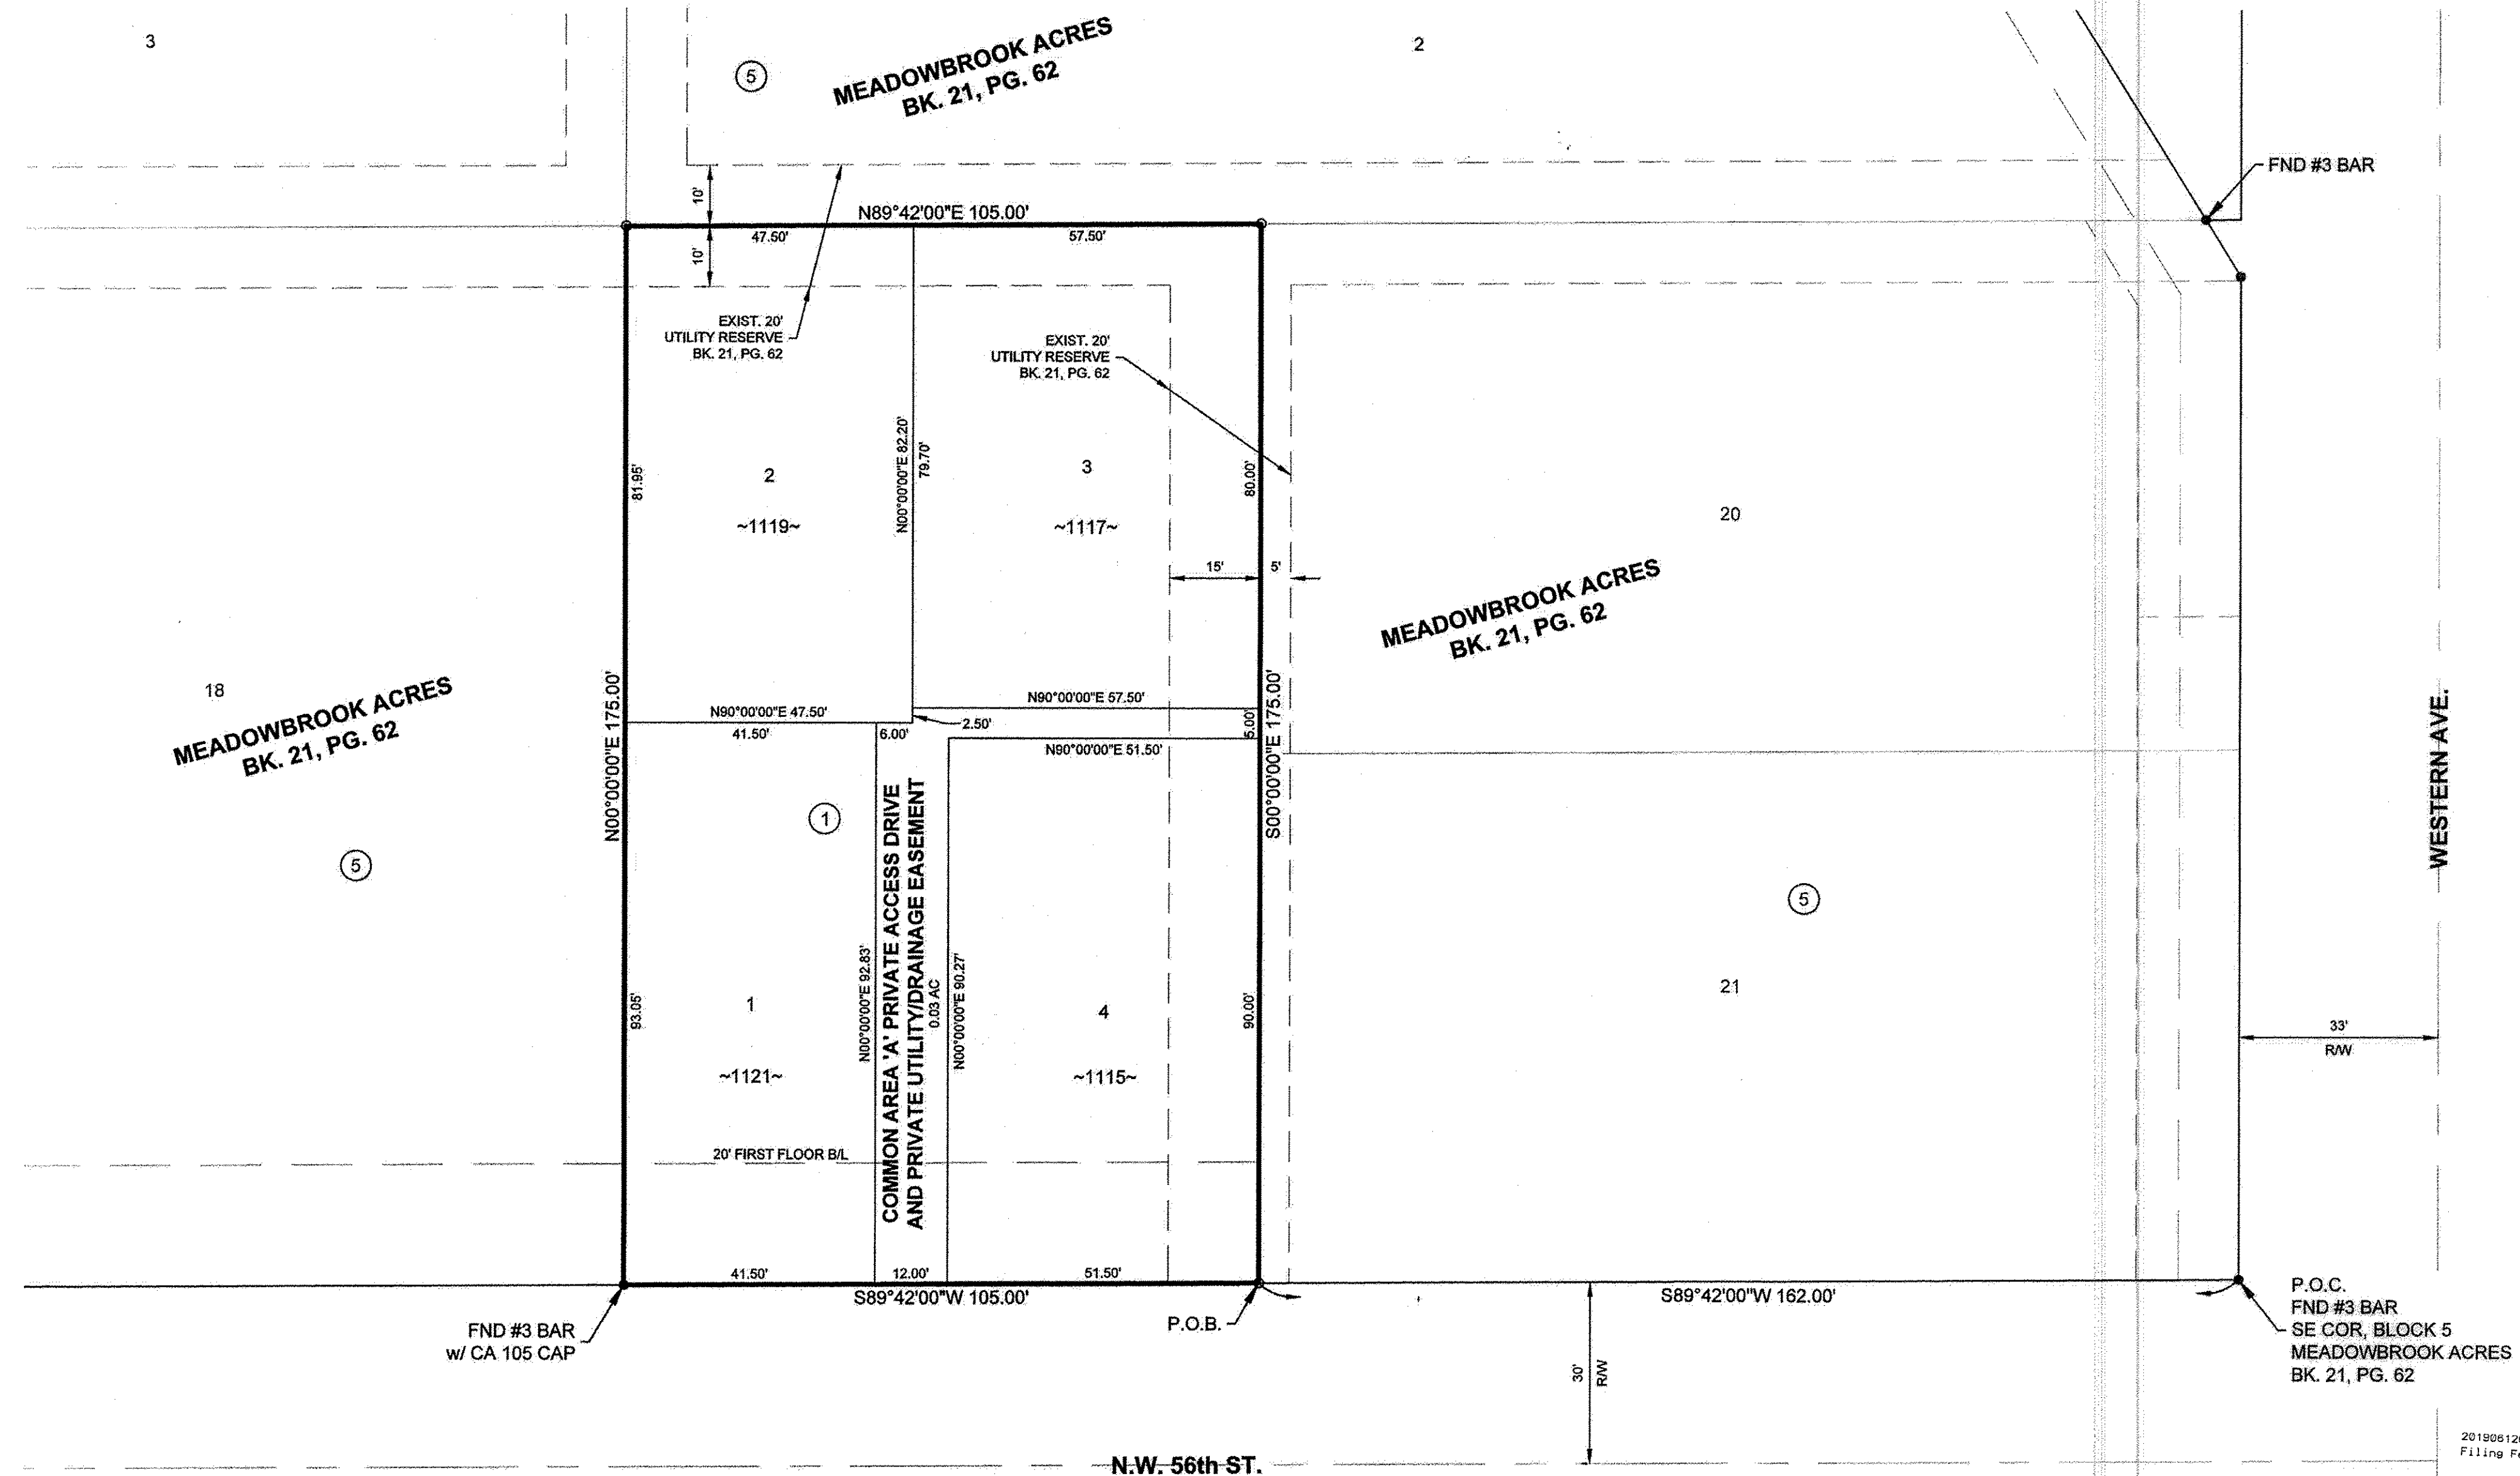 3
5
MEADOWBROOK ACRES
BK. 21, PG. 62
2
FND #3 BAR
10'
N89°42'00"E 105.00'
47.50'
57.50'
10'
EXIST. 20'
UTILITY RESERVE
BK. 21, PG. 62
EXIST. 20'
UTILITY RESERVE
BK. 21, PG. 62
81.95'
2
~1119~
N00°00'00"E 82.20'
79.70'
3
~1117~
80.00'
15'
5'
20
MEADOWBROOK ACRES
BK. 21, PG. 62
18
MEADOWBROOK ACRES
BK. 21, PG. 62
5
N00°00'00"E 175.00'
N90°00'00"E 47.50'
41.50'
6.00'
2.50'
N90°00'00"E 57.50'
N90°00'00"E 51.50'
5.00'
S00°00'00"E 175.00'
1
COMMON AREA 'A' PRIVATE ACCESS DRIVE
AND PRIVATE UTILITY/DRAINAGE EASEMENT
0.03 AC
N00°00'00"E 92.83'
N00°00'00"E 90.27'
93.05'
1
~1121~
4
~1115~
90.00'
5
21
WESTERN AVE.
33'
R/W
20' FIRST FLOOR B/L
41.50'
12.00'
51.50'
S89°42'00"W 105.00'
S89°42'00"W 162.00'
FND #3 BAR
w/ CA 105 CAP
P.O.B.
P.O.C.
FND #3 BAR
SE COR, BLOCK 5
MEADOWBROOK ACRES
BK. 21, PG. 62
30'
R/W
N.W. 56th ST.
Filing